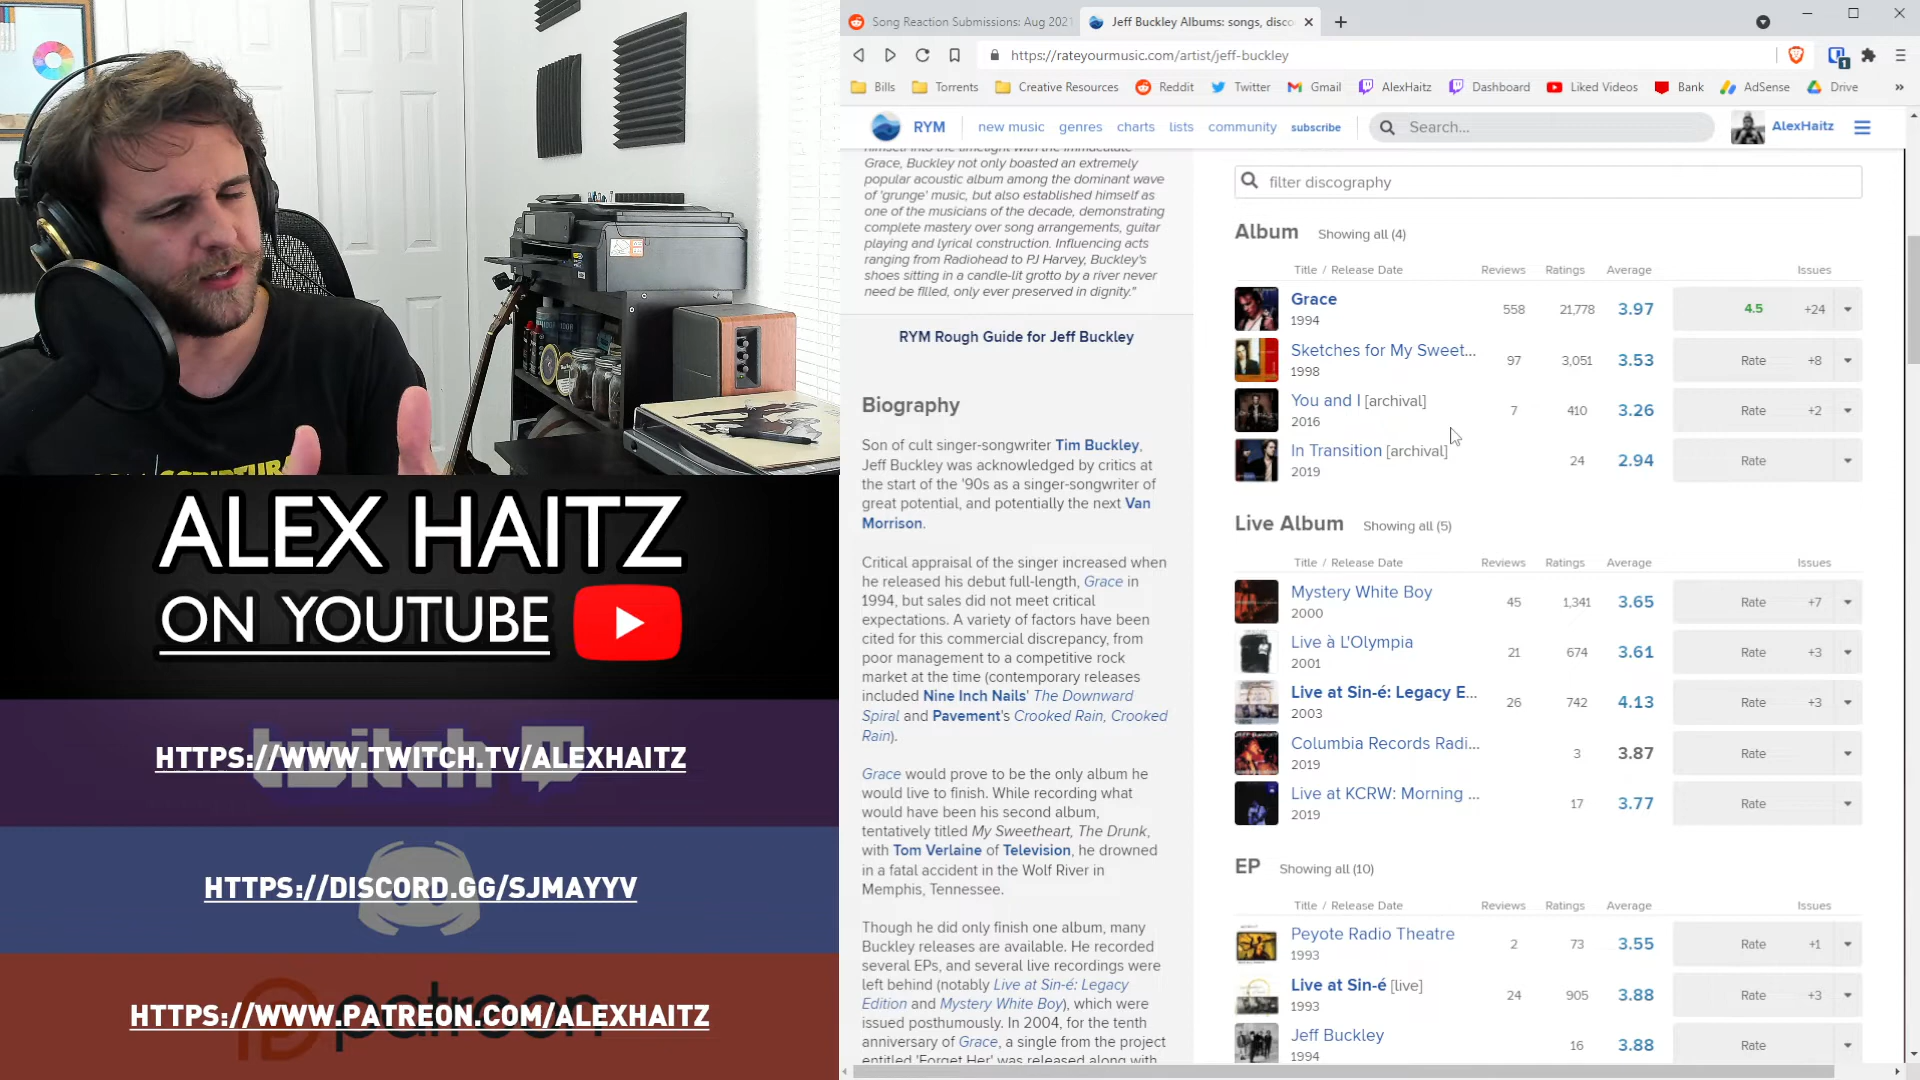 ALEX HAITZ
ON YOUTUBE
twitch
HTTPS://WWW.TWITCH.TV/ALEXHAITZ
HTTPS://DISCORD.GG/SJMAYYV
patreon
HTTPS://WWW.PATREON.COM/ALEXHAITZ
Song Reaction Submissions: Aug 2021
Jeff Buckley Albums: songs, disco
https://rateyourmusic.com/artist/jeff-buckley
Bills Torrents Creative Resources Reddit Twitter Gmail AlexHaitz Dashboard Liked Videos Bank AdSense Drive »
RYM new music genres charts lists community subscribe Search... AlexHaitz
himself into the limelight with the immaculate
Grace, Buckley not only boasted an extremely
popular acoustic album among the dominant wave
of 'grunge' music, but also established himself as
one of the musicians of the decade, demonstrating
complete mastery over song arrangements, guitar
playing and lyrical construction. Influencing acts
ranging from Radiohead to PJ Harvey, Buckley's
shoes sitting in a candle-lit grotto by a river never
need be filled, only ever preserved in dignity."
RYM Rough Guide for Jeff Buckley
Biography
Son of cult singer-songwriter Tim Buckley,
Jeff Buckley was acknowledged by critics at
the start of the '90s as a singer-songwriter of
great potential, and potentially the next Van
Morrison.
Critical appraisal of the singer increased when
he released his debut full-length, Grace in
1994, but sales did not meet critical
expectations. A variety of factors have been
cited for this commercial discrepancy, from
poor management to a competitive rock
market at the time (contemporary releases
included Nine Inch Nails' The Downward
Spiral and Pavement's Crooked Rain, Crooked
Rain).
Grace would prove to be the only album he
would live to finish. While recording what
would have been his second album,
tentatively titled My Sweetheart, The Drunk,
with Tom Verlaine of Television, he drowned
in a fatal accident in the Wolf River in
Memphis, Tennessee.
Though he did only finish one album, many
Buckley releases are available. He recorded
several EPs, and several live recordings were
left behind (notably Live at Sin-é: Legacy
Edition and Mystery White Boy), which were
issued posthumously. In 2004, for the tenth
anniversary of Grace, a single from the project
entitled 'Forget Her' was released along with
filter discography
Album Showing all (4)
Title / Release Date Reviews Ratings Average Issues
Grace 558 21,778 3.97 4.5 +24
1994
Sketches for My Sweet... 97 3,051 3.53 Rate +8
1998
You and I [archival] 7 410 3.26 Rate +2
2016
In Transition [archival] 24 2.94 Rate
2019
Live Album Showing all (5)
Title / Release Date Reviews Ratings Average Issues
Mystery White Boy 45 1,341 3.65 Rate +7
2000
Live à L'Olympia 21 674 3.61 Rate +3
2001
Live at Sin-é: Legacy E... 26 742 4.13 Rate +3
2003
Columbia Records Radi... 3 3.87 Rate
2019
Live at KCRW: Morning ... 17 3.77 Rate
2019
EP Showing all (10)
Title / Release Date Reviews Ratings Average Issues
Peyote Radio Theatre 2 73 3.55 Rate +1
1993
Live at Sin-é [live] 24 905 3.88 Rate +3
1993
Jeff Buckley 16 3.88 Rate
1994